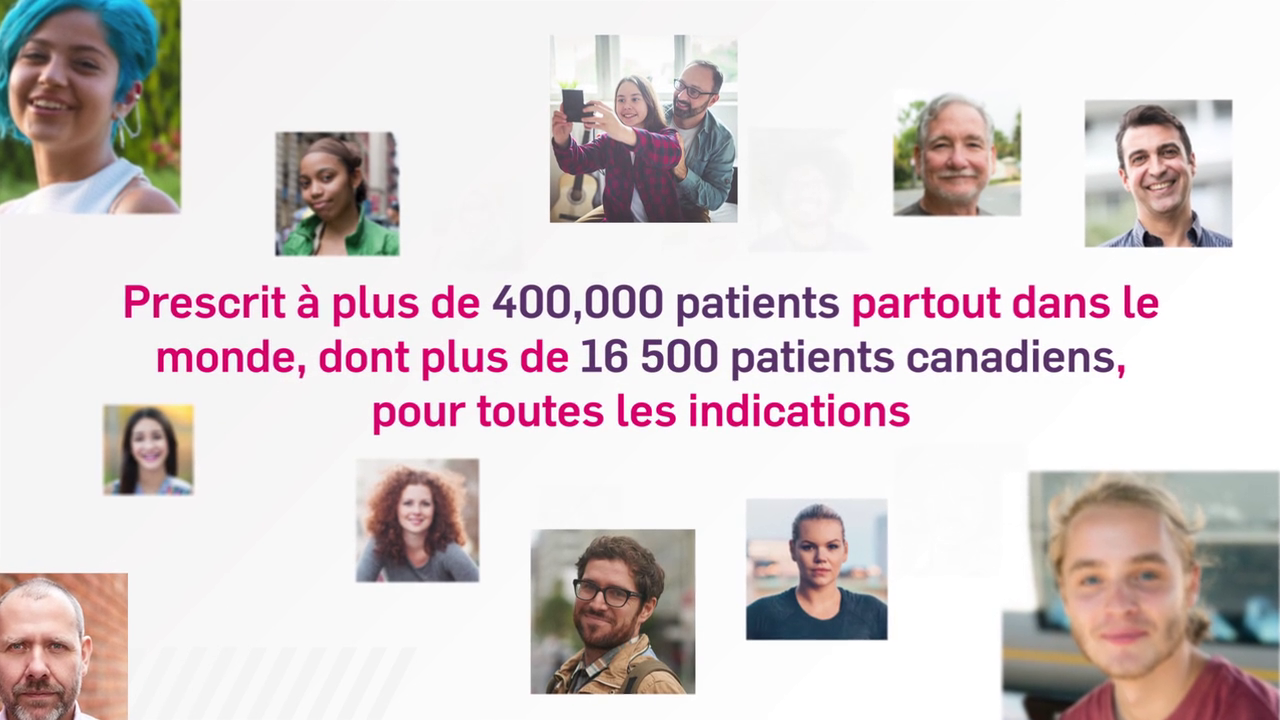 Prescrit à plus de 400,000 patients partout dans le
monde, dont plus de 16 500 patients canadiens,
pour toutes les indications